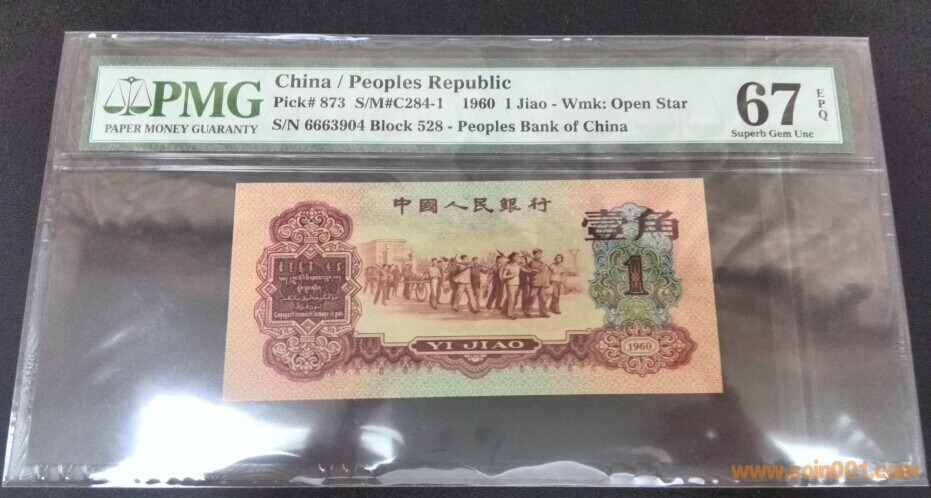 PMG
PAPER MONEY GUARANTY
China / Peoples Republic
Pick# 873 S/M#C284-1 1960 1 Jiao - Wmk: Open Star
S/N 6663904 Block 528 - Peoples Bank of China
67
EPQ
Superb Gem Unc
中國人民銀行
壹角
1
YI JIAO
1960
www.coin001.com